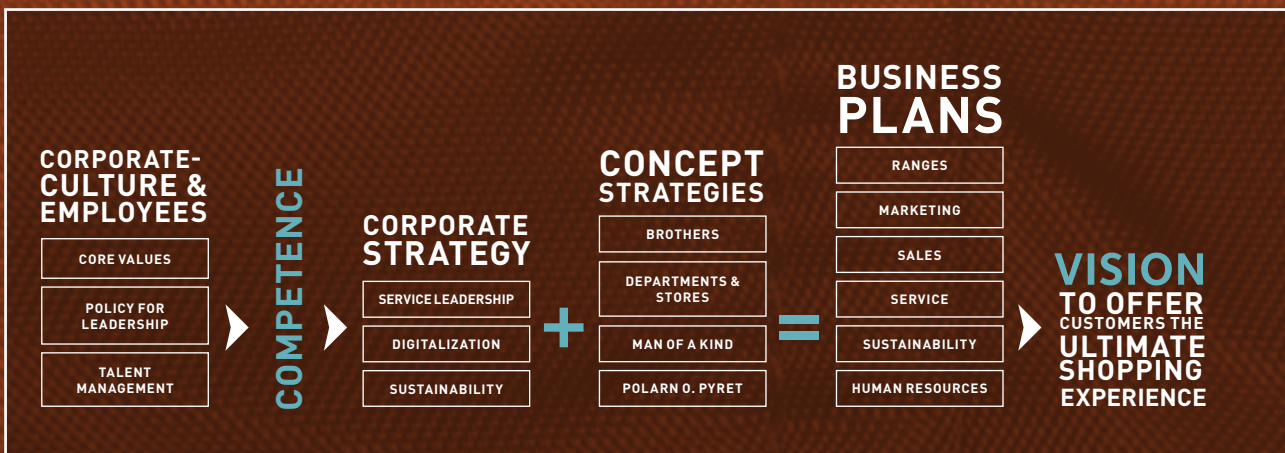 CORPORATE-
CULTURE &
EMPLOYEES
CORE VALUES
POLICY FOR
LEADERSHIP
TALENT
MANAGEMENT
COMPETENCE
CORPORATE
STRATEGY
SERVICE LEADERSHIP
DIGITALIZATION
SUSTAINABILITY
+
CONCEPT
STRATEGIES
BROTHERS
DEPARTMENTS &
STORES
MAN OF A KIND
POLARN O. PYRET
=
BUSINESS
PLANS
RANGES
MARKETING
SALES
SERVICE
SUSTAINABILITY
HUMAN RESOURCES
VISION
TO OFFER
CUSTOMERS THE
ULTIMATE
SHOPPING
EXPERIENCE